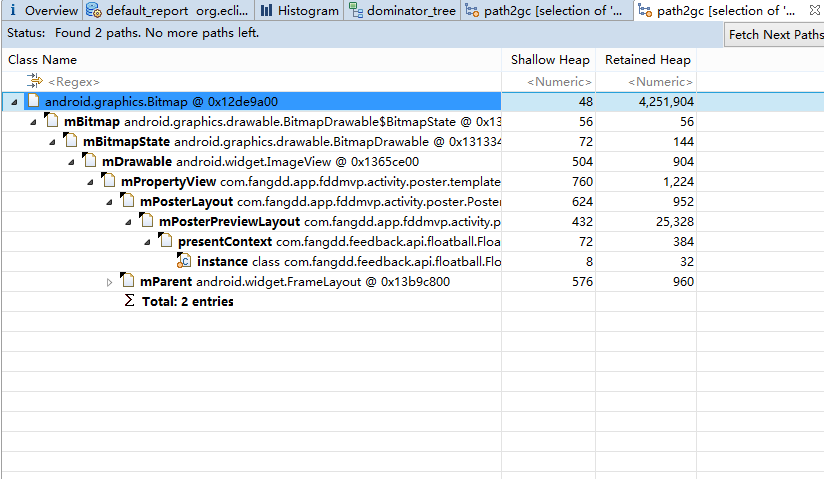 i Overview default_report org.ecli... Histogram dominator_tree path2gc [selection of '... path2gc [selection of '...
Status: Found 2 paths. No more paths left. Fetch Next Paths
Class Name Shallow Heap Retained Heap
<Regex> <Numeric> <Numeric>
android.graphics.Bitmap @ 0x12de9a00 48 4,251,904
mBitmap android.graphics.drawable.BitmapDrawable$BitmapState @ 0x13 56 56
mBitmapState android.graphics.drawable.BitmapDrawable @ 0x131334 72 144
mDrawable android.widget.ImageView @ 0x1365ce00 504 904
mPropertyView com.fangdd.app.fddmvp.activity.poster.template 760 1,224
mPosterLayout com.fangdd.app.fddmvp.activity.poster.Poster 624 952
mPosterPreviewLayout com.fangdd.app.fddmvp.activity.p 432 25,328
presentContext com.fangdd.feedback.api.floatball.Floa 72 384
instance class com.fangdd.feedback.api.floatball.Flo 8 32
mParent android.widget.FrameLayout @ 0x13b9c800 576 960
Σ Total: 2 entries